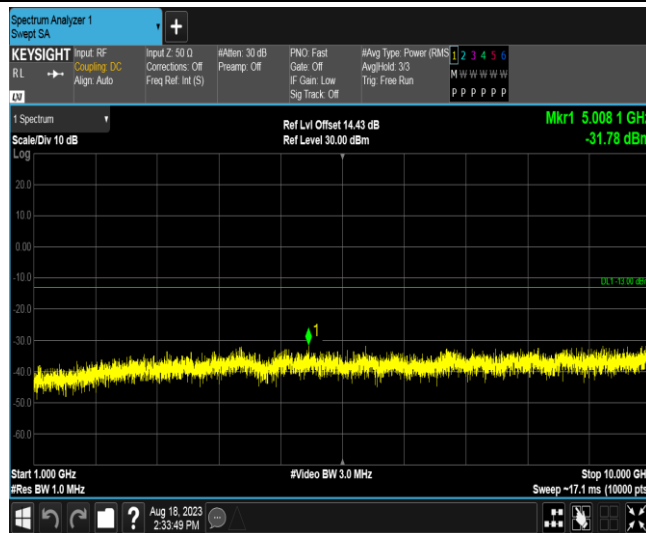 Spectrum Analyzer 1
Swept SA
+
KEYSIGHT
RL
LXI
Input: RF
Coupling: DC
Align: Auto
Input Z: 50 Ω
Corrections: Off
Freq Ref: Int (S)
#Atten: 30 dB
Preamp: Off
PNO: Fast
Gate: Off
IF Gain: Low
Sig Track: Off
#Avg Type: Power (RMS
Avg|Hold: 3/3
Trig: Free Run
1 2 3 4 5 6
M W W W W W
P P P P P P
1 Spectrum
Scale/Div 10 dB
Log
Ref Lvl Offset 14.43 dB
Ref Level 30.00 dBm
Mkr1 5.008 1 GHz
-31.78 dBm
20.0
10.0
0.00
-10.0
DL1 -13.00 dBm
-20.0
-30.0
1
-40.0
-50.0
-60.0
Start 1.000 GHz
#Res BW 1.0 MHz
#Video BW 3.0 MHz
Stop 10.000 GHz
Sweep ~17.1 ms (10000 pts)
?
Aug 18, 2023
2:33:49 PM